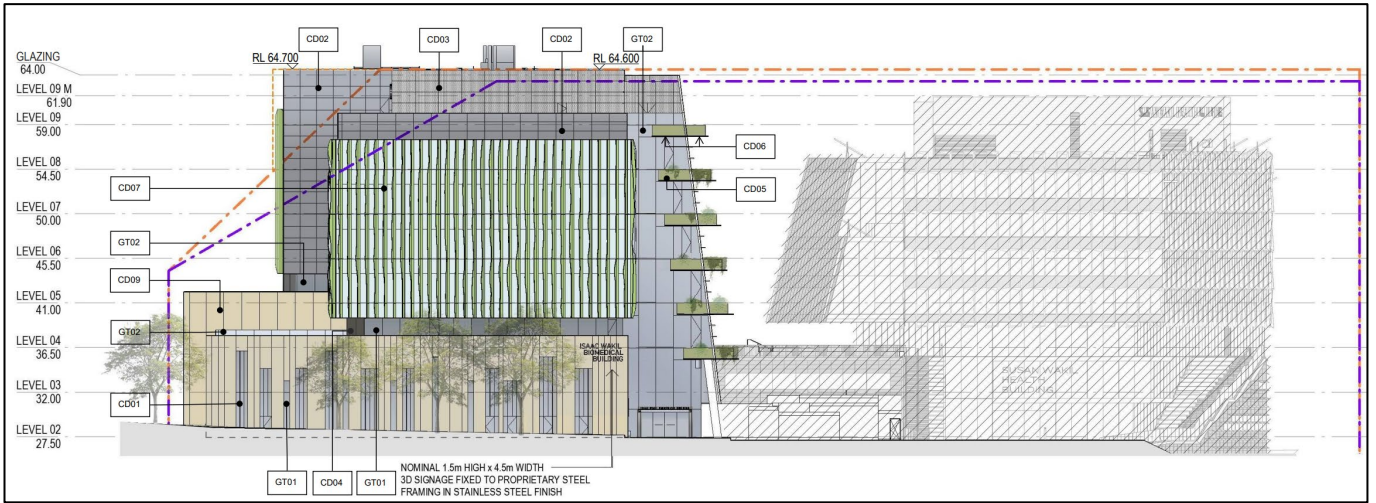 CD02
CD03
CD02
GT02
RL 64.700
RL 64.600
GLAZING
64.00
LEVEL 09 M
61.90
LEVEL 09
59.00
CD06
LEVEL 08
54.50
CD05
CD07
LEVEL 07
50.00
GT02
LEVEL 06
45.50
CD09
LEVEL 05
41.00
GT02
LEVEL 04
36.50
ISAAC WAKIL
BIOMEDICAL
BUILDING
SUSAN WAKIL
HEALTH
BUILDING
LEVEL 03
32.00
CD01
LEVEL 02
27.50
GT01
CD04
GT01
NOMINAL 1.5m HIGH x 4.5m WIDTH
3D SIGNAGE FIXED TO PROPRIETARY STEEL
FRAMING IN STAINLESS STEEL FINISH